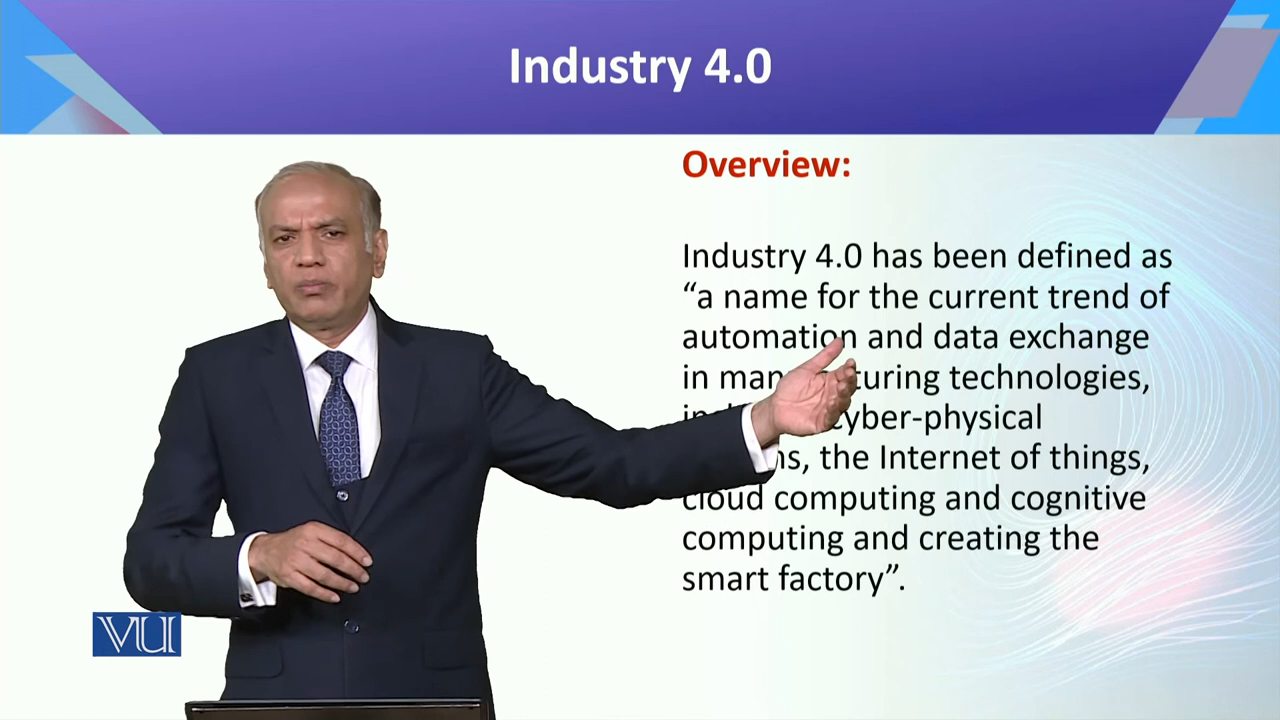 Industry 4.0
Overview:
Industry 4.0 has been defined as
“a name for the current trend of
automation and data exchange
in manufacturing technologies,
cyber-physical
the Internet of things,
cloud computing and cognitive
computing and creating the
smart factory”.
VU